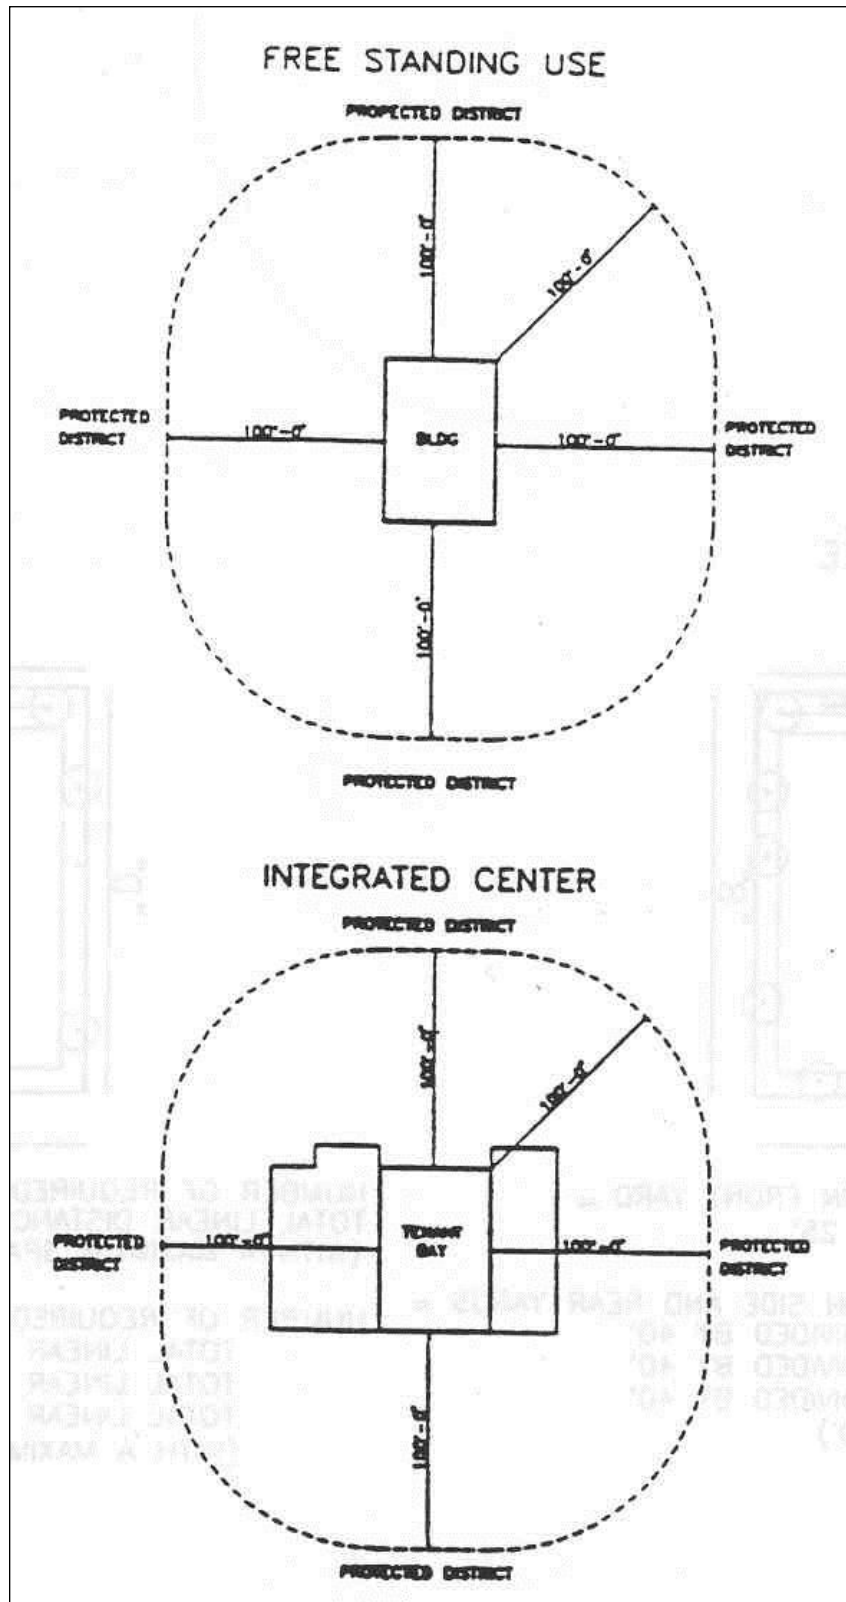 FREE STANDING USE
PROPECTED DISTRICT
100'-0"
100'-0"
PROTECTED
DISTRICT
100'-0"
BLDG
100'-0"
PROTECTED
DISTRICT
100'-0"
PROTECTED DISTRICT
INTEGRATED CENTER
PROTECTED DISTRICT
100'-0"
100'-0"
PROTECTED
DISTRICT
100'-0"
TENANT
BAY
100'-0"
PROTECTED
DISTRICT
100'-0"
PROTECTED DISTRICT